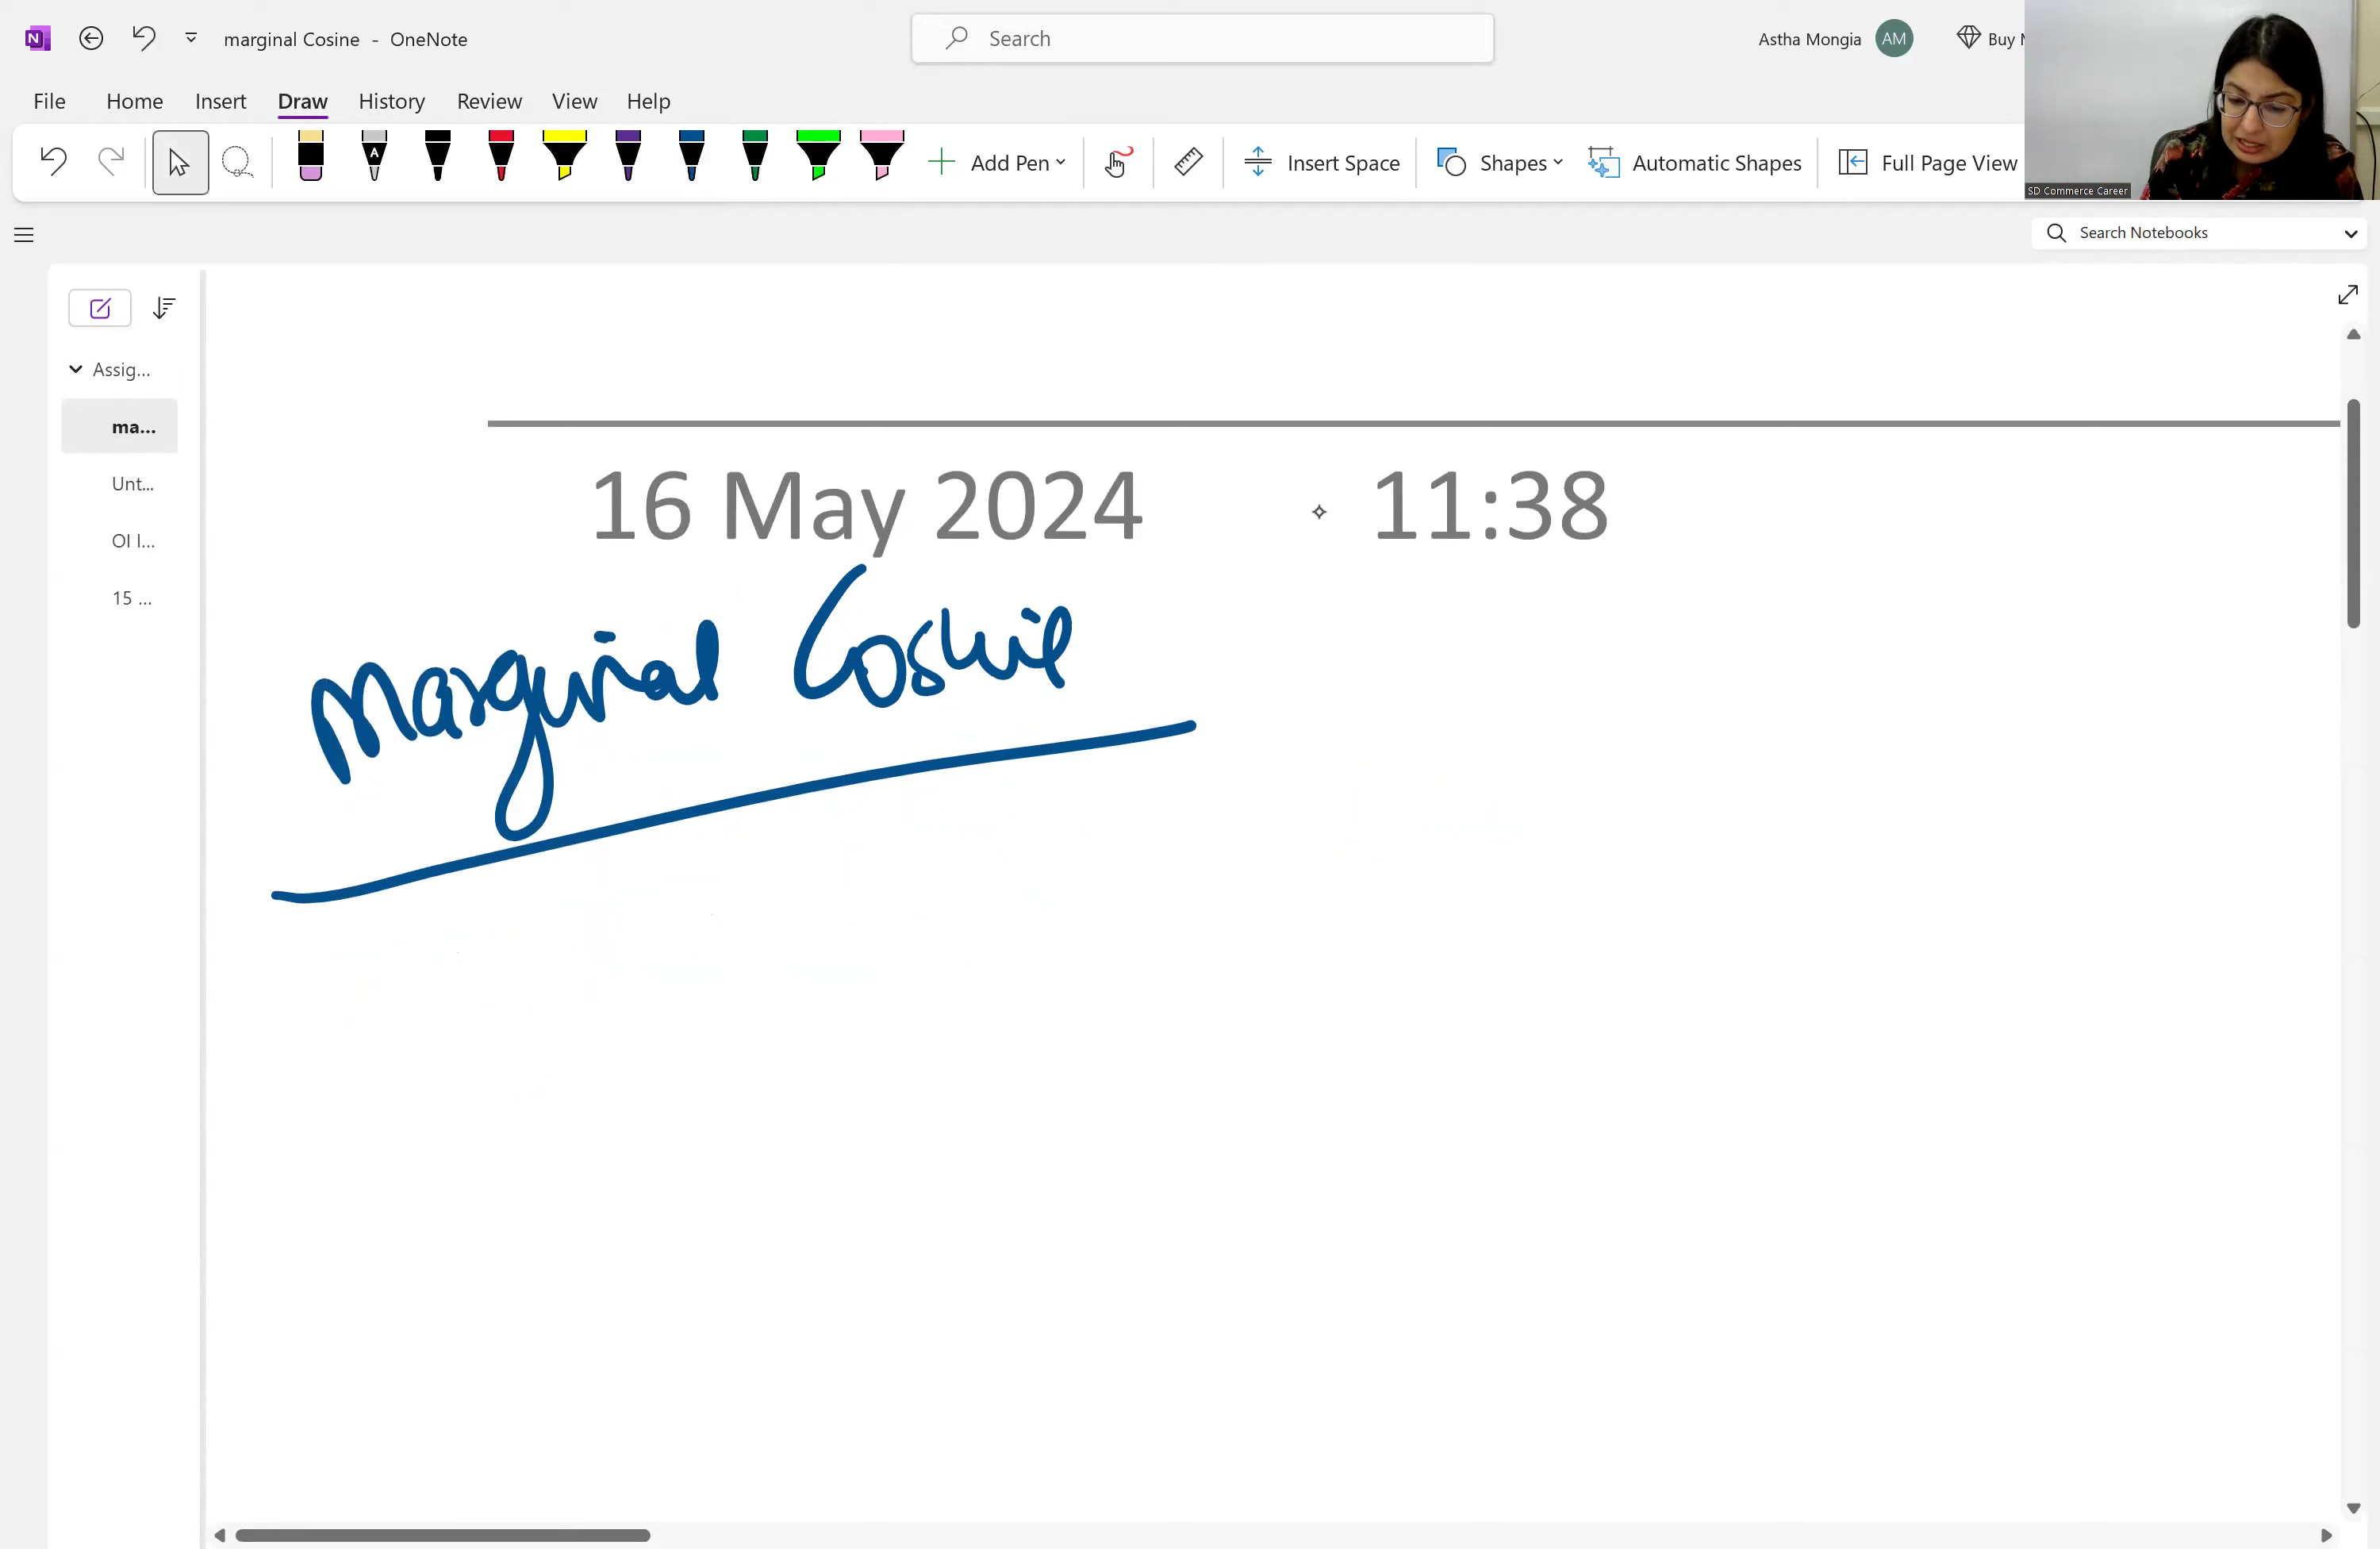 marginal Cosine - OneNote
Search
Astha Mongia AM Buy
File Home Insert Draw History Review View Help
A Add Pen Insert Space Shapes Automatic Shapes Full Page View
SD Commerce Career
Search Notebooks
Assig...
ma...
Unt...
OI I...
15 ...
16 May 2024 11:38
Marginal